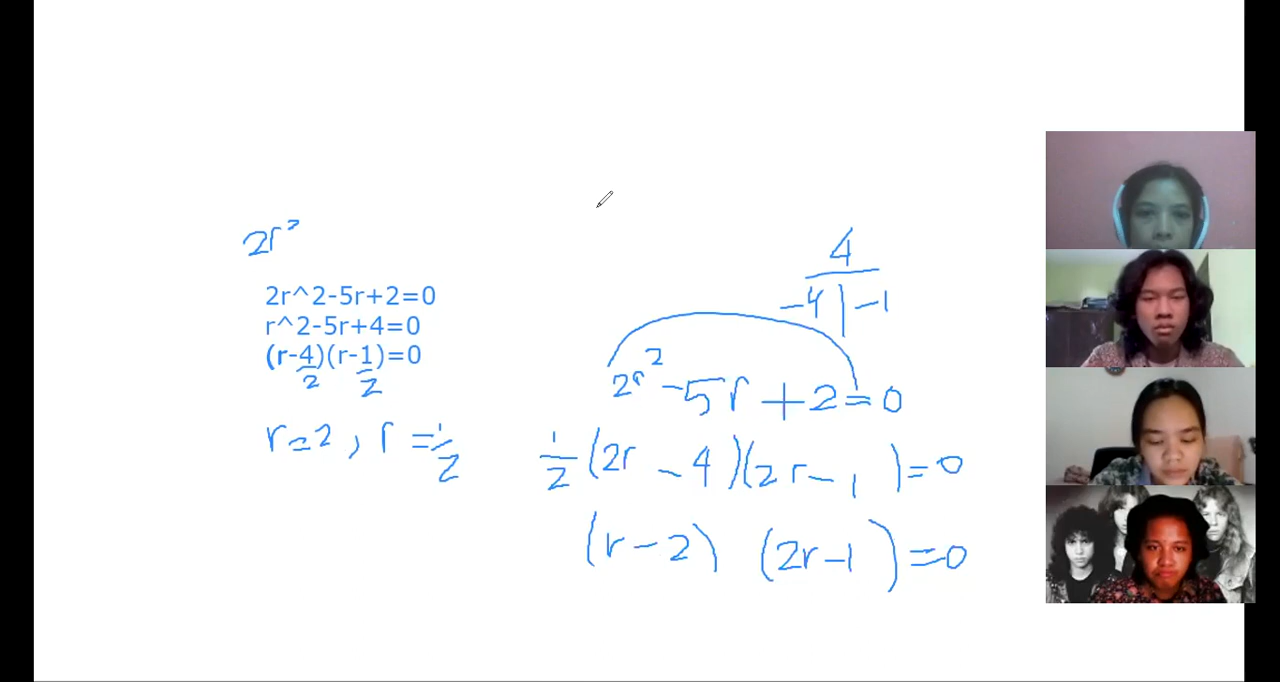 2r²
2r^2-5r+2=0
r^2-5r+4=0
(r-4/2)(r-1/2)=0
r=2, r=1/2
4
-4 | -1
2r²-5r+2=0
1/2(2r-4)(2r-1)=0
(r-2) (2r-1)=0